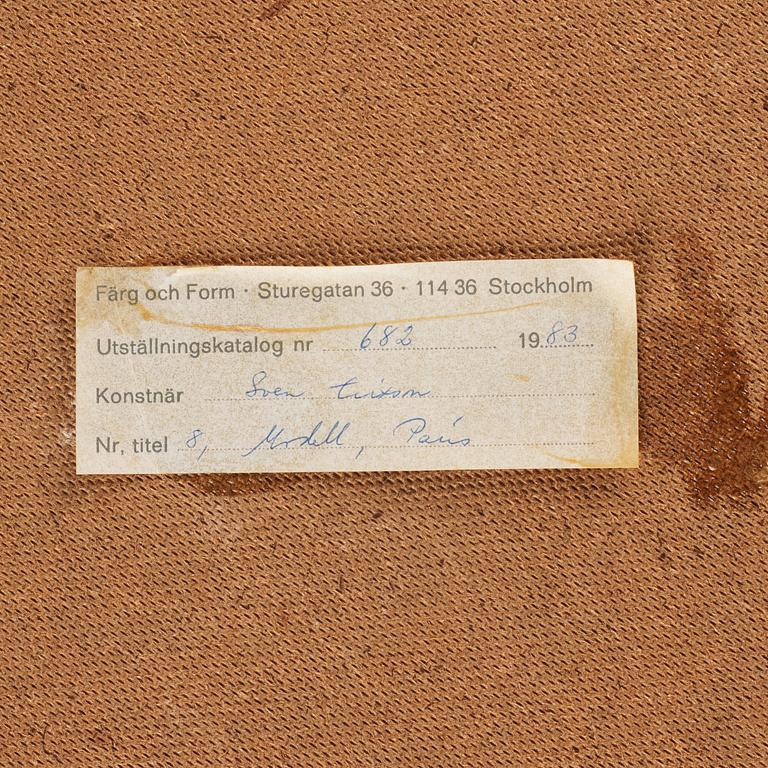 Färg och Form · Sturegatan 36 · 114 36 Stockholm
Utställningskatalog nr 682 1983
Konstnär Sven Erixson
Nr, titel 8, Modell, Paris